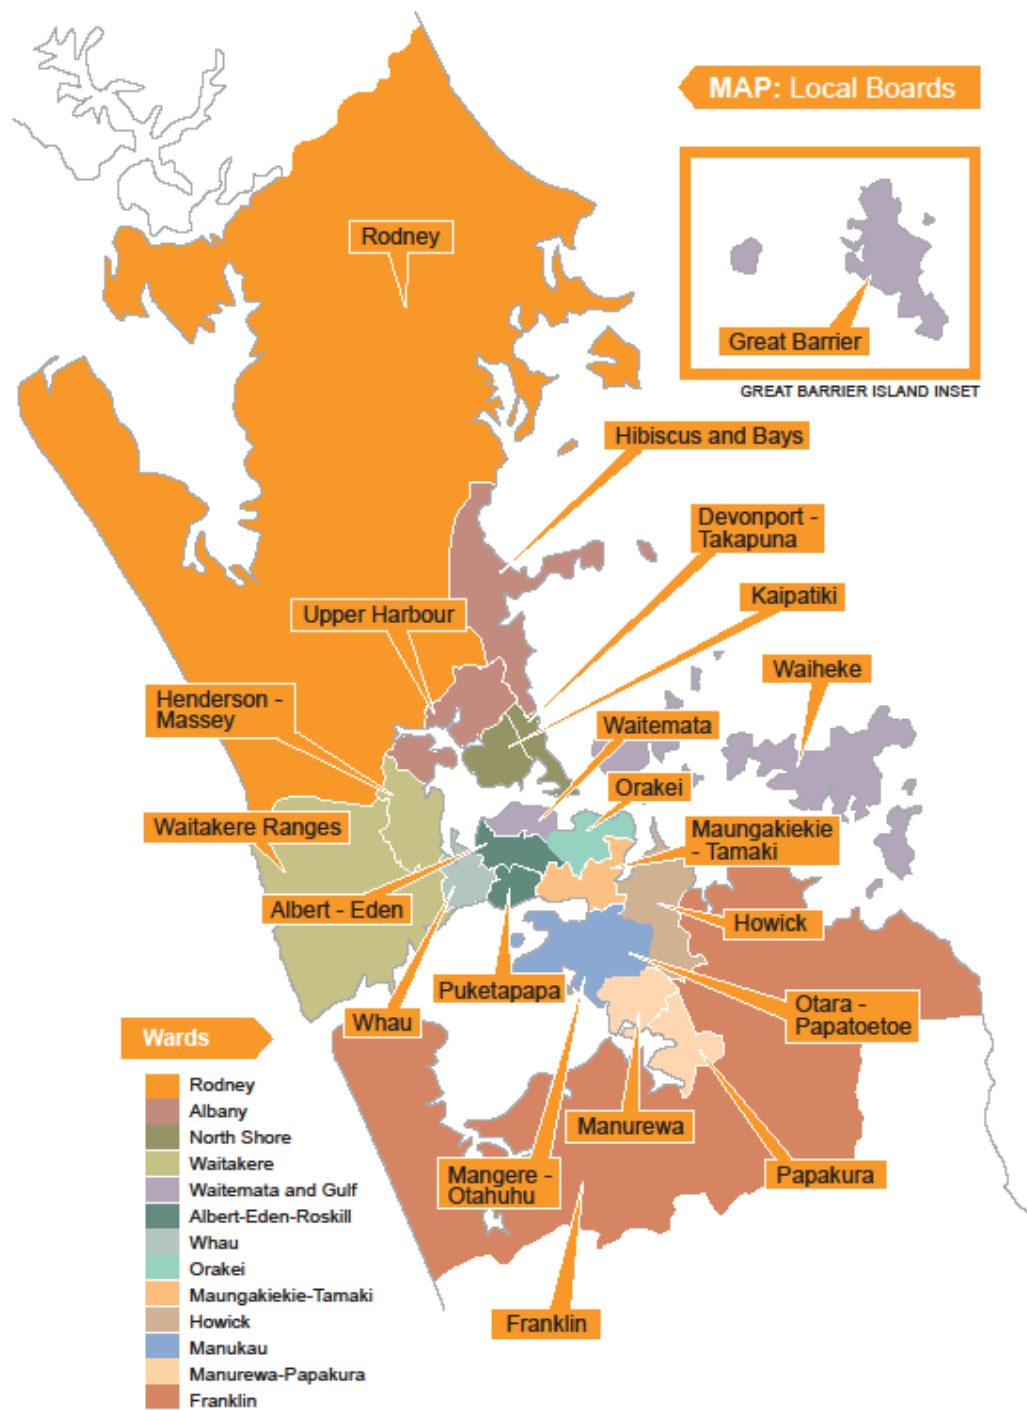 MAP: Local Boards
Rodney
Great Barrier
GREAT BARRIER ISLAND INSET
Hibiscus and Bays
Devonport -
Takapuna
Kaipatiki
Upper Harbour
Waiheke
Henderson -
Massey
Waitemata
Orakei
Waitakere Ranges
Maungakiekie
- Tamaki
Albert - Eden
Howick
Puketapapa
Otara -
Papatoetoe
Whau
Manurewa
Mangere -
Otahuhu
Papakura
Franklin
Wards
Rodney
Albany
North Shore
Waitakere
Waitemata and Gulf
Albert-Eden-Roskill
Whau
Orakei
Maungakiekie-Tamaki
Howick
Manukau
Manurewa-Papakura
Franklin